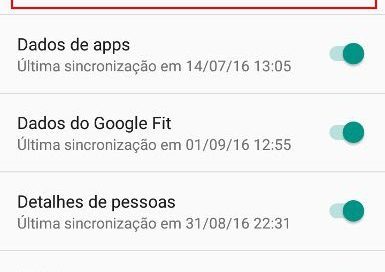 Dados de apps
Última sincronização em 14/07/16 13:05
Dados do Google Fit
Última sincronização em 01/09/16 12:55
Detalhes de pessoas
Última sincronização em 31/08/16 22:31